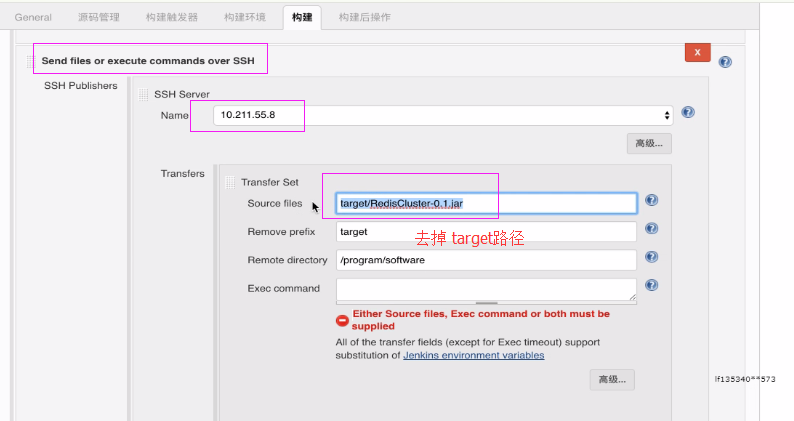 General 源码管理 构建触发器 构建环境 构建 构建后操作
Send files or execute commands over SSH
X
SSH Publishers
SSH Server
Name 10.211.55.8
高级...
Transfers
Transfer Set
Source files target/RedisCluster-0.1.jar
Remove prefix target
去掉 target路径
Remote directory /program/software
Exec command
Either Source files, Exec command or both must be
supplied
All of the transfer fields (except for Exec timeout) support
substitution of Jenkins environment variables
高级...
lf135340**573